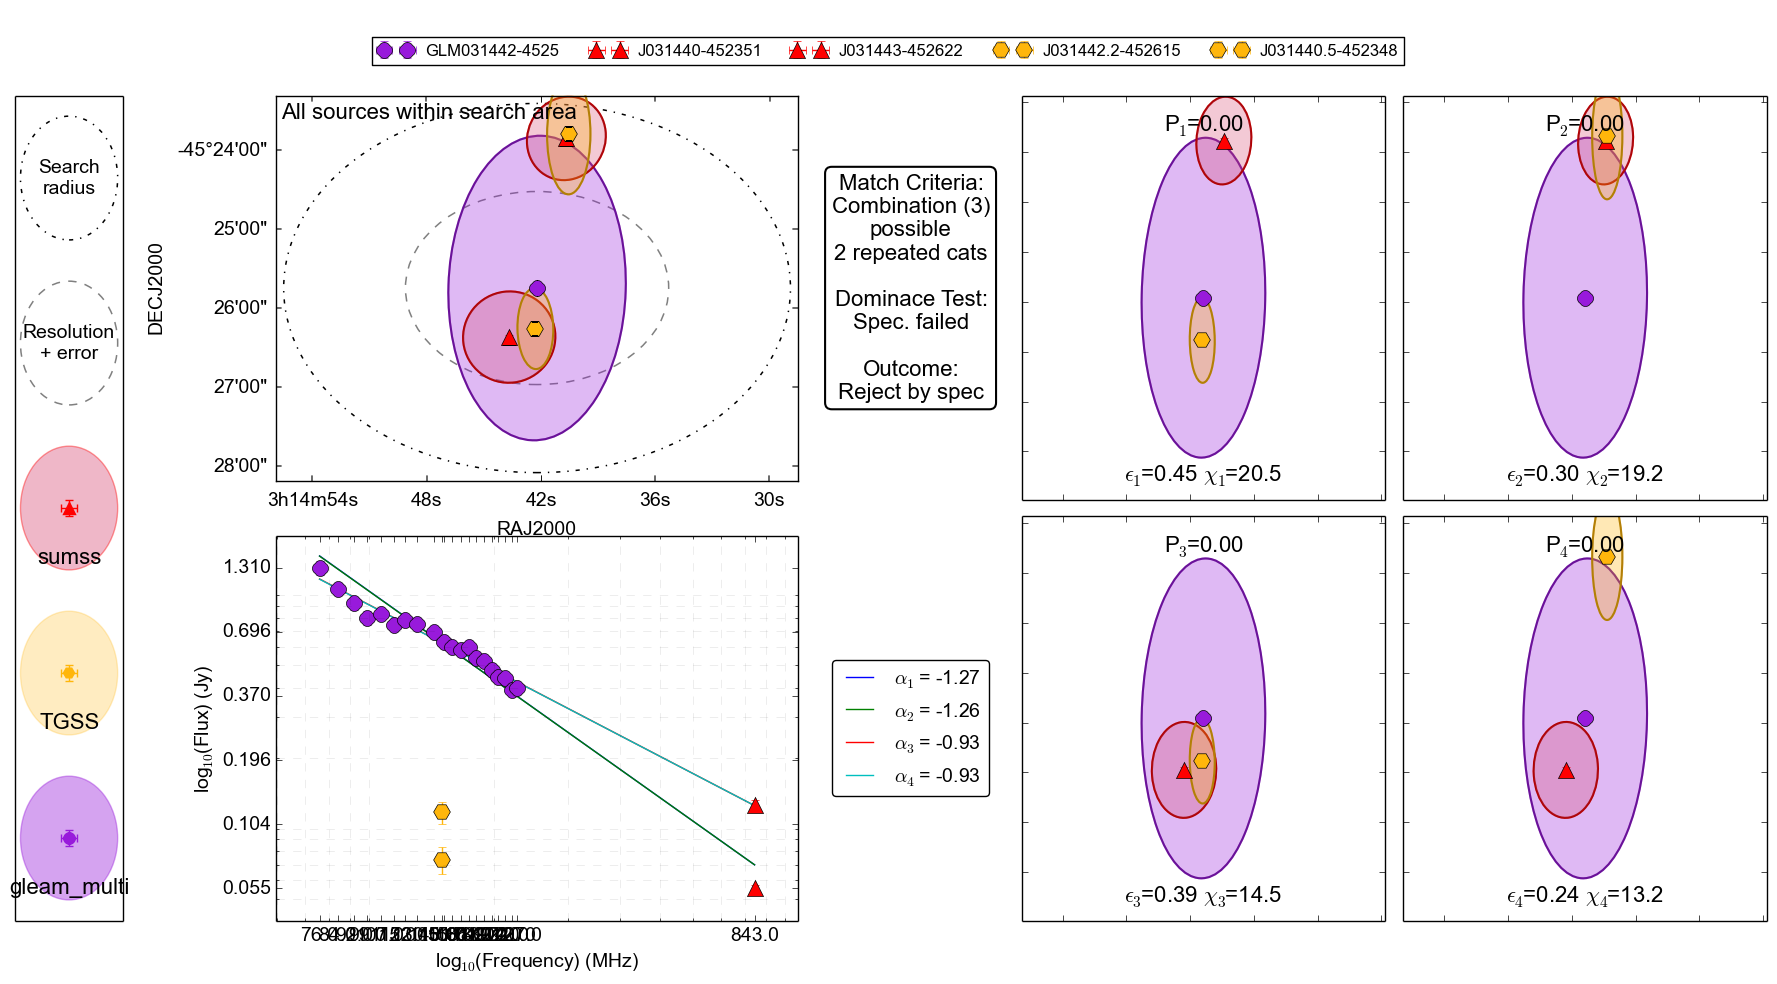 GLM031442-4525
J031440-452351
J031443-452622
J031442.2-452615
J031440.5-452348
Search
radius
Resolution
+ error
sumss
TGSS
gleam_multi
All sources within search area
DECJ2000
-45°24'00"
25'00"
26'00"
27'00"
28'00"
3h14m54s
48s
42s
36s
30s
RAJ2000
Match Criteria:
Combination (3)
possible
2 repeated cats
Dominace Test:
Spec. failed
Outcome:
Reject by spec
P₁=0.00
ϵ₁=0.45 χ₁=20.5
P₂=0.00
ϵ₂=0.30 χ₂=19.2
log₁₀(Flux) (Jy)
1.310
0.696
0.370
0.196
0.104
0.055
843.0
log₁₀(Frequency) (MHz)
α₁ = -1.27
α₂ = -1.26
α₃ = -0.93
α₄ = -0.93
P₃=0.00
ϵ₃=0.39 χ₃=14.5
P₄=0.00
ϵ₄=0.24 χ₄=13.2